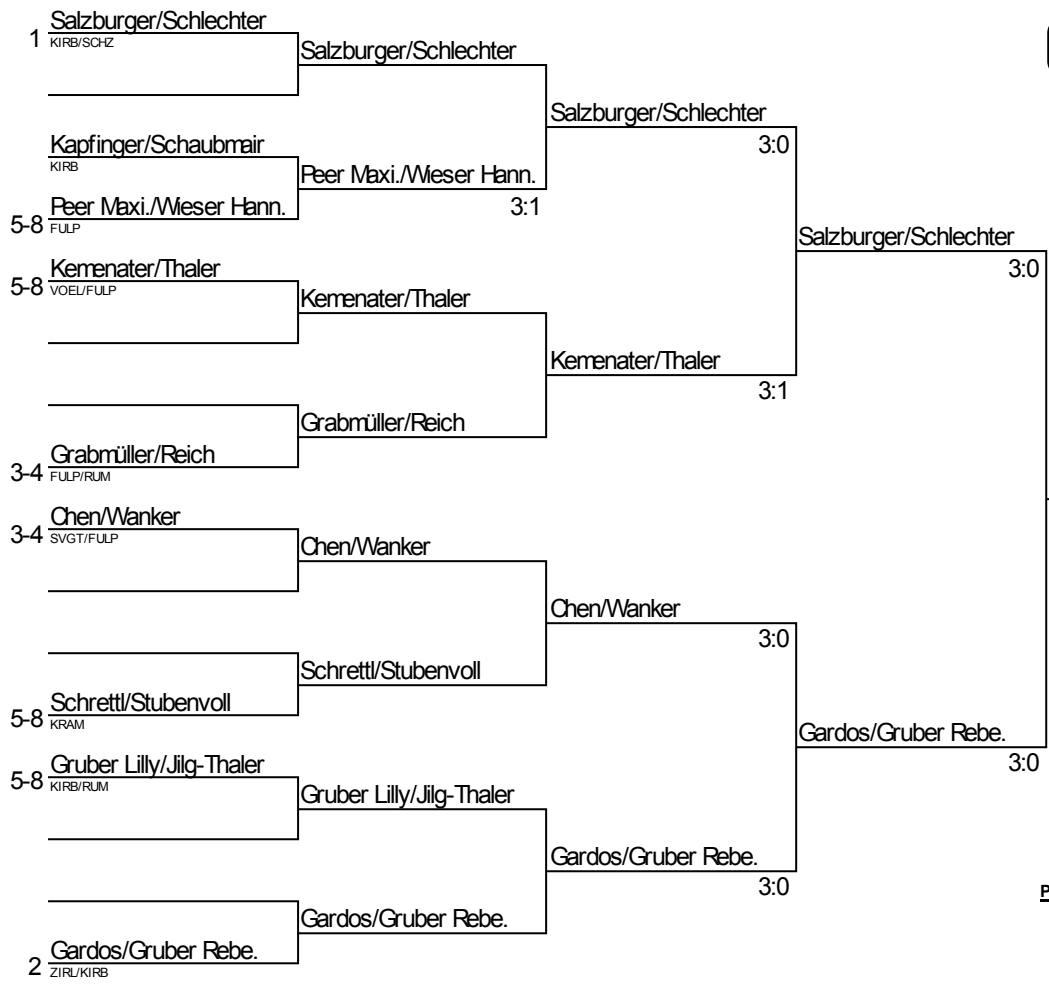 Salzburger/Schlechter
1 KIRB/SCHZ
Salzburger/Schlechter
Salzburger/Schlechter
3:0
Kapfinger/Schaubmair
KIRB
Peer Maxi./Wieser Hann.
3:1
Peer Maxi./Wieser Hann.
5-8 FULP
Salzburger/Schlechter
3:0
Kemenater/Thaler
5-8 VOEL/FULP
Kemenater/Thaler
Kemenater/Thaler
3:1
Grabmüller/Reich
Grabmüller/Reich
3-4 FULP/RUM
Chen/Wanker
3-4 SVGT/FULP
Chen/Wanker
Chen/Wanker
3:0
Schrettl/Stubenvoll
Schrettl/Stubenvoll
5-8 KRAM
Gardos/Gruber Rebe.
3:0
Gruber Lilly/Jilg-Thaler
5-8 KIRB/RUM
Gruber Lilly/Jilg-Thaler
Gardos/Gruber Rebe.
3:0
P
Gardos/Gruber Rebe.
Gardos/Gruber Rebe.
2 ZIRL/KIRB